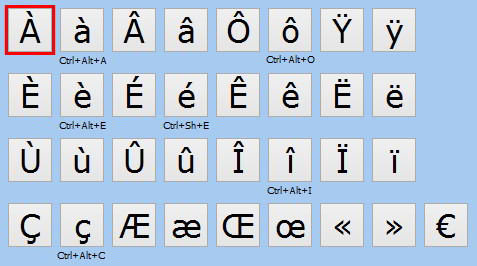 À à Â â Ô ô Ÿ ÿ
Ctrl+Alt+A Ctrl+Alt+O
È è É é Ê ê Ë ë
Ctrl+Alt+E Ctrl+Sh+E
Ù ù Û û Î î Ï ï
Ctrl+Alt+I
Ç ç Æ æ Œ œ « » €
Ctrl+Alt+C